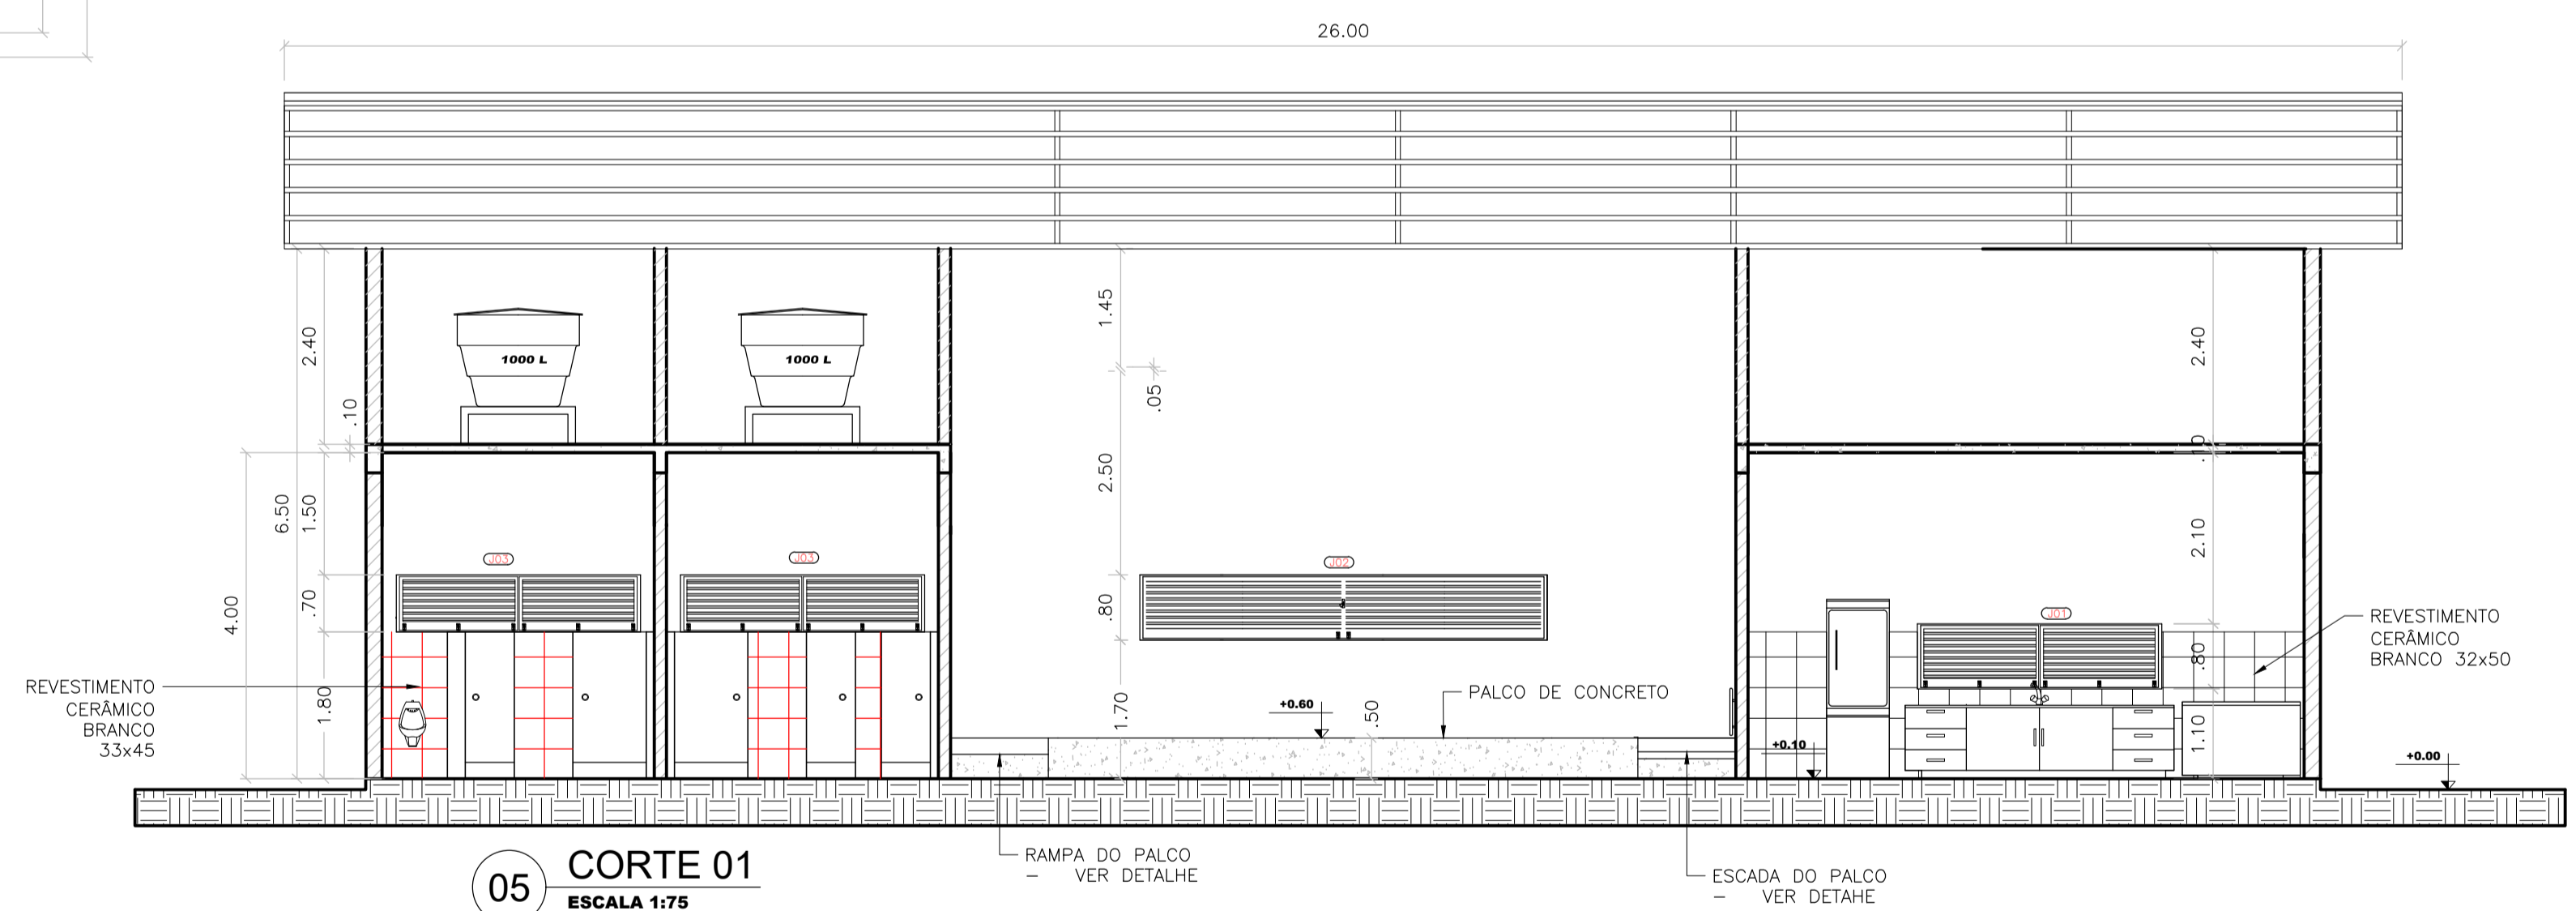 26.00
1.45
2.40
1000 L
1000 L
2.40
.05
.10
.10
2.50
6.50
1.50
2.10
J03
J03
J02
4.00
.70
.80
J01
REVESTIMENTO
CERÂMICO
BRANCO 32x50
.80
REVESTIMENTO
CERÂMICO
BRANCO
33x45
1.80
1.70
+0.60
.50
PALCO DE CONCRETO
1.10
+0.10
+0.00
RAMPA DO PALCO
- VER DETALHE
ESCADA DO PALCO
- VER DETAHE
05
CORTE 01
ESCALA 1:75